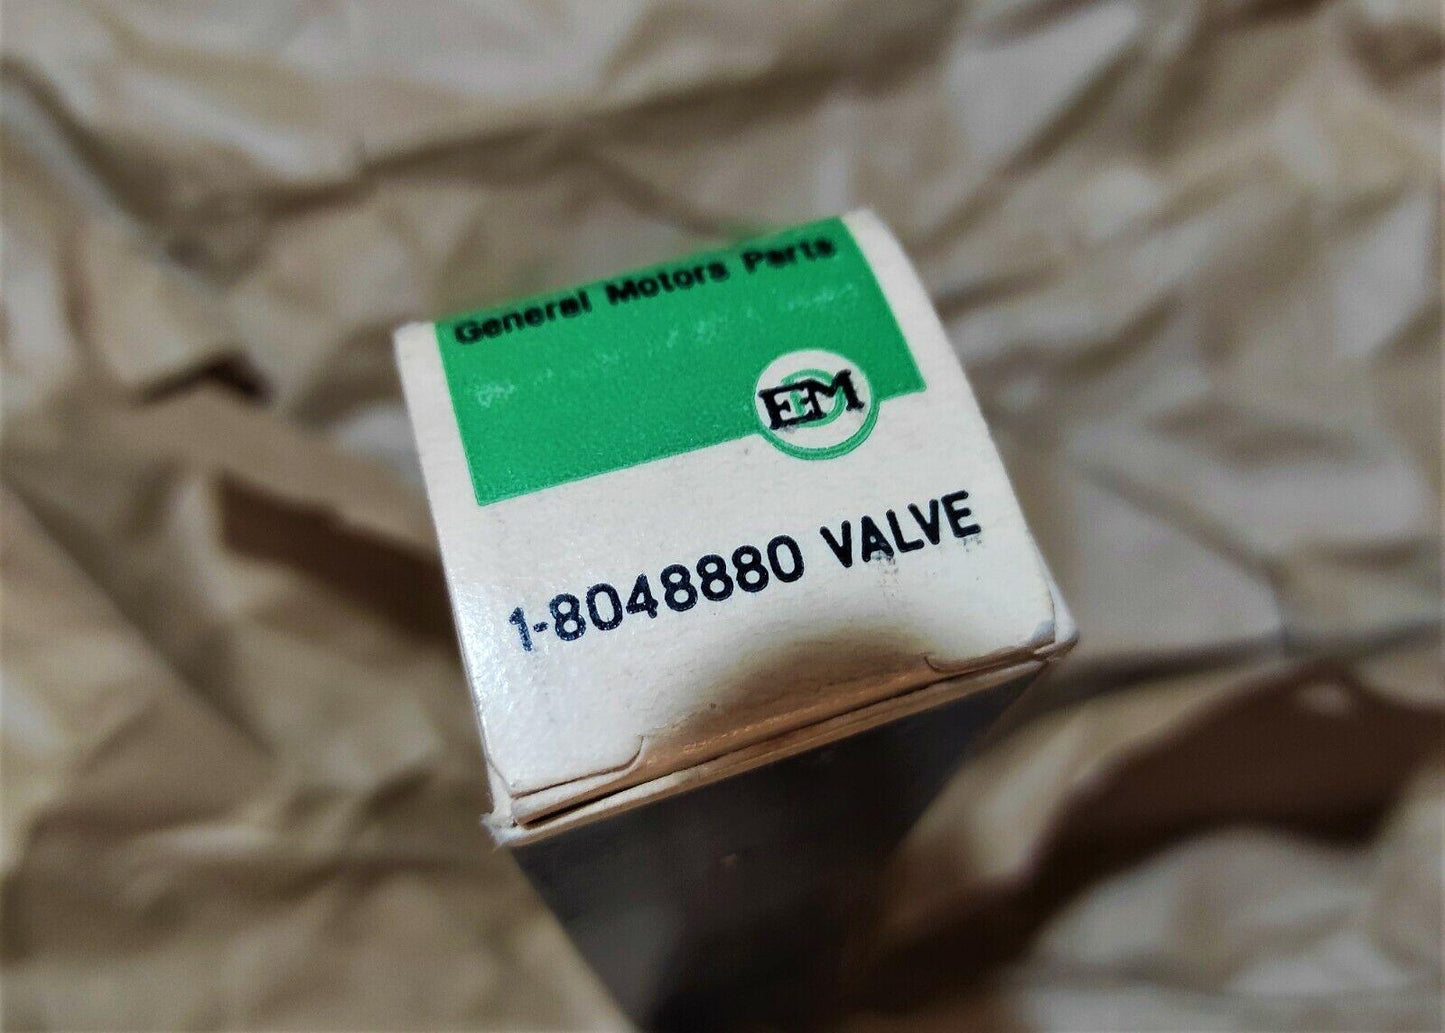 General Motors Parts
EM
1-8048880 VALVE